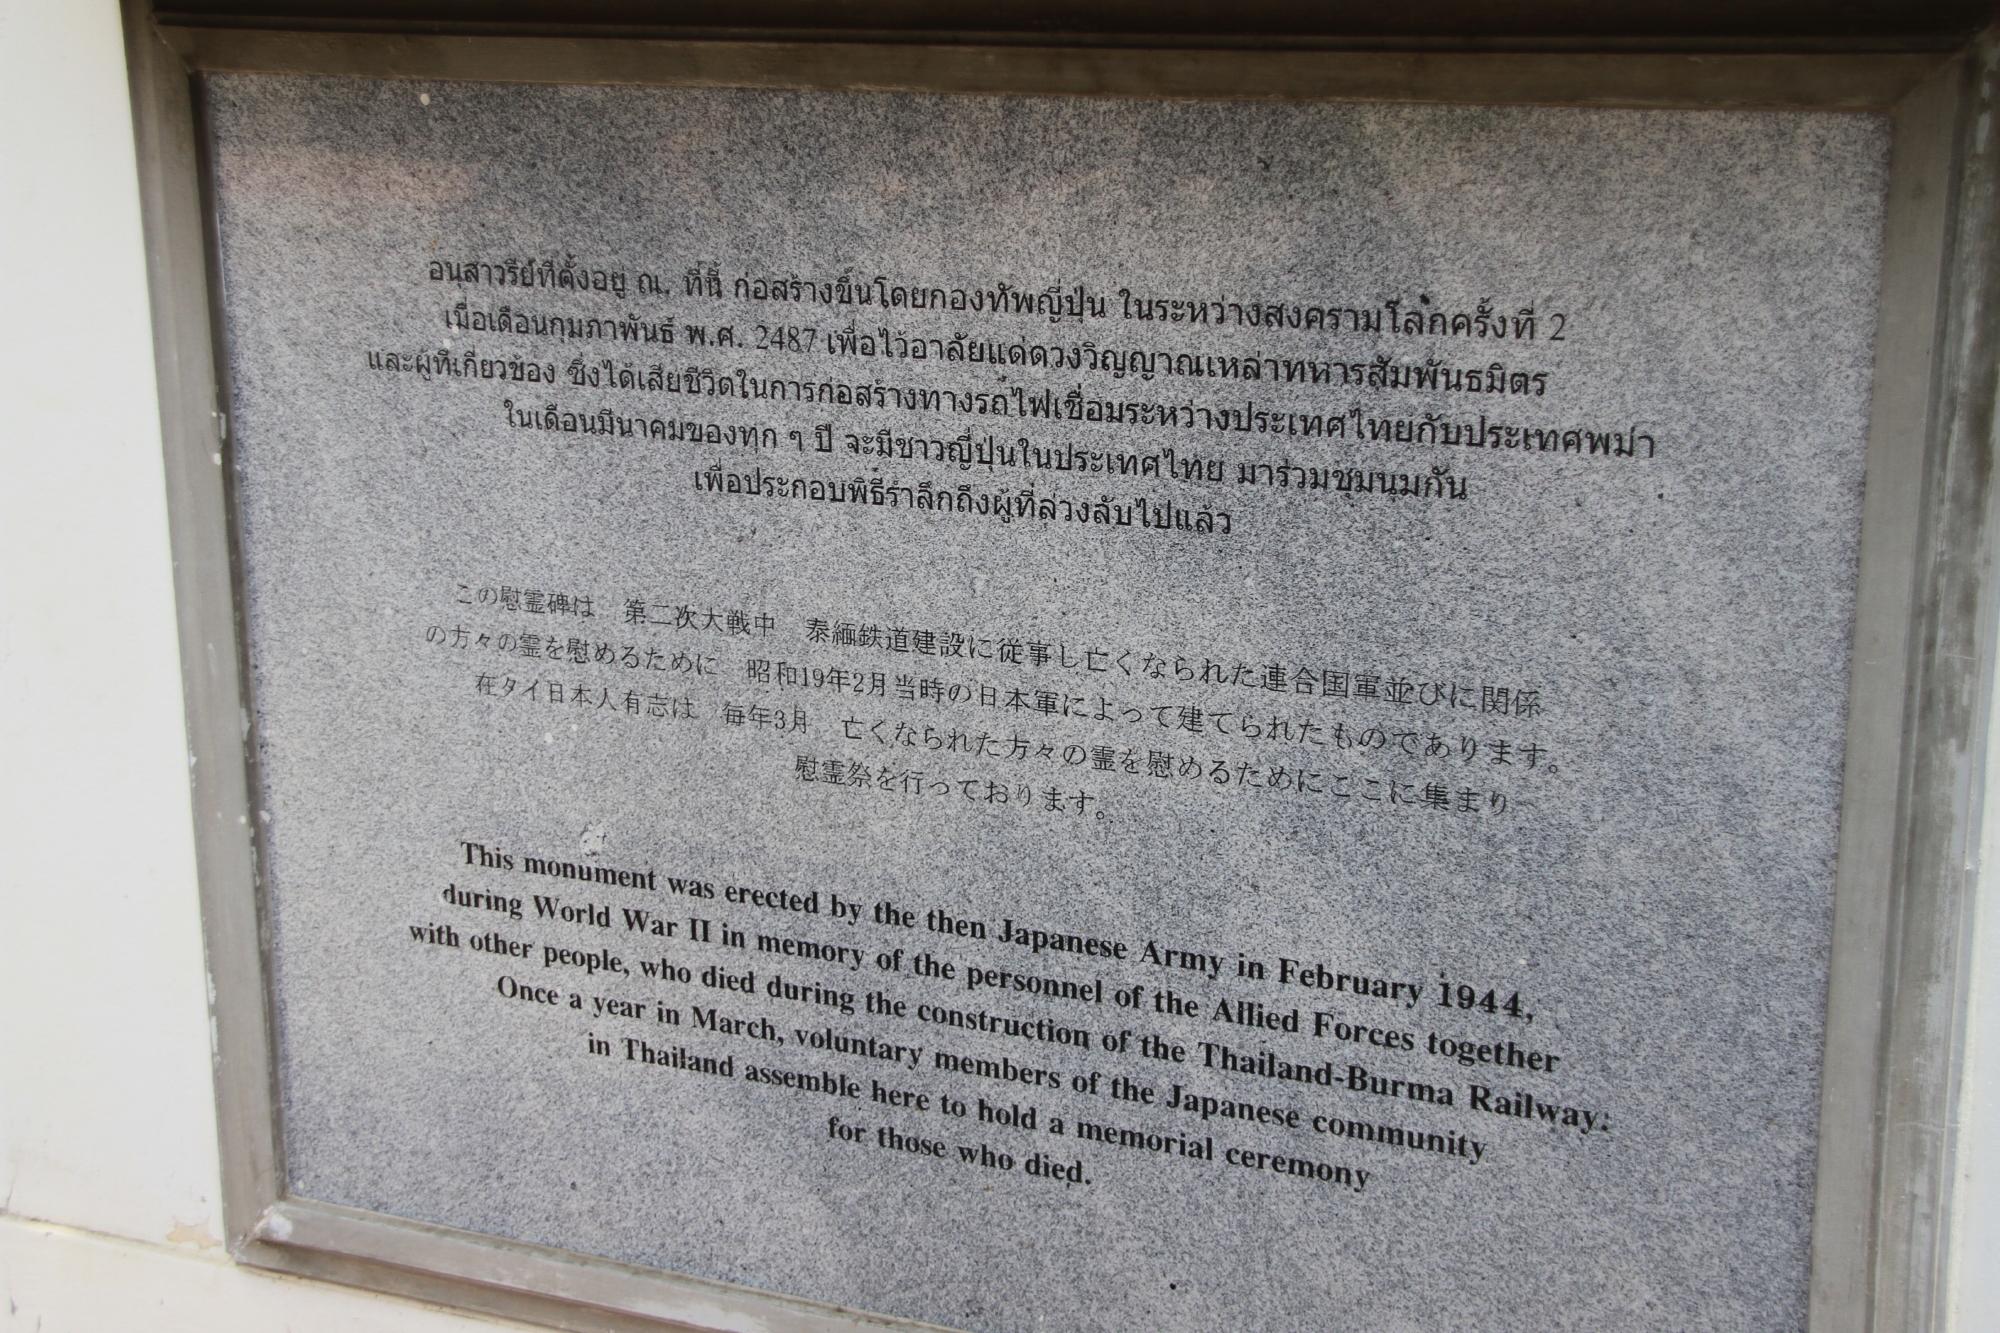 อนุสาวรีย์ที่ตั้งอยู่ ณ. ที่นี้ ก่อสร้างขึ้นโดยกองทัพญี่ปุ่น ในระหว่างสงครามโลกครั้งที่ 2
เมื่อเดือนกุมภาพันธ์ พ.ศ. 2487 เพื่อไว้อาลัยแด่ดวงวิญญาณเหล่าทหารสัมพันธมิตร
และผู้ที่เกี่ยวข้อง ซึ่งได้เสียชีวิตในการก่อสร้างทางรถไฟเชื่อมระหว่างประเทศไทยกับประเทศพม่า
ในเดือนมีนาคมของทุก ๆ ปี จะมีชาวญี่ปุ่นในประเทศไทย มาร่วมชุมนุมกัน
เพื่อประกอบพิธีรำลึกถึงผู้ที่ล่วงลับไปแล้ว
この慰霊碑は　第二次大戦中　泰緬鉄道建設に従事し亡くなられた連合国軍並びに関係
の方々の霊を慰めるために　昭和19年2月当時の日本軍によって建てられたものであります。
在タイ日本人有志は　毎年3月　亡くなられた方々の霊を慰めるためにここに集まり
慰霊祭を行っております。
This monument was erected by the then Japanese Army in February 1944,
during World War II in memory of the personnel of the Allied Forces together
with other people, who died during the construction of the Thailand-Burma Railway:
Once a year in March, voluntary members of the Japanese community
in Thailand assemble here to hold a memorial ceremony
for those who died.